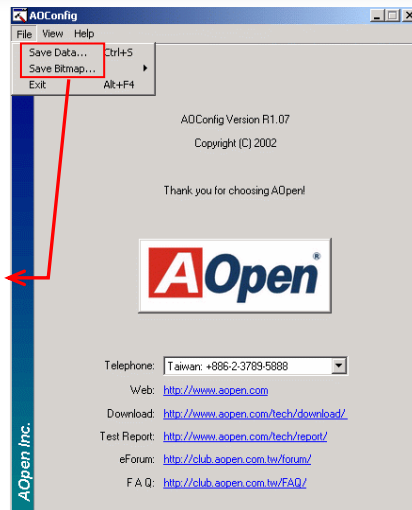 AOConfig
File View Help
Save Data... Ctrl+S
Save Bitmap...
Exit Alt+F4
AOConfig Version R1.07
Copyright (C) 2002
Thank you for choosing AOpen!
AOpen®
Telephone: Taiwan: +886-2-3789-5888
Web: http://www.aopen.com
Download: http://www.aopen.com/tech/download/
Test Report: http://www.aopen.com/tech/report/
eForum: http://club.aopen.com.tw/forum/
F A Q: http://club.aopen.com.tw/FAQ/
AOpen Inc.